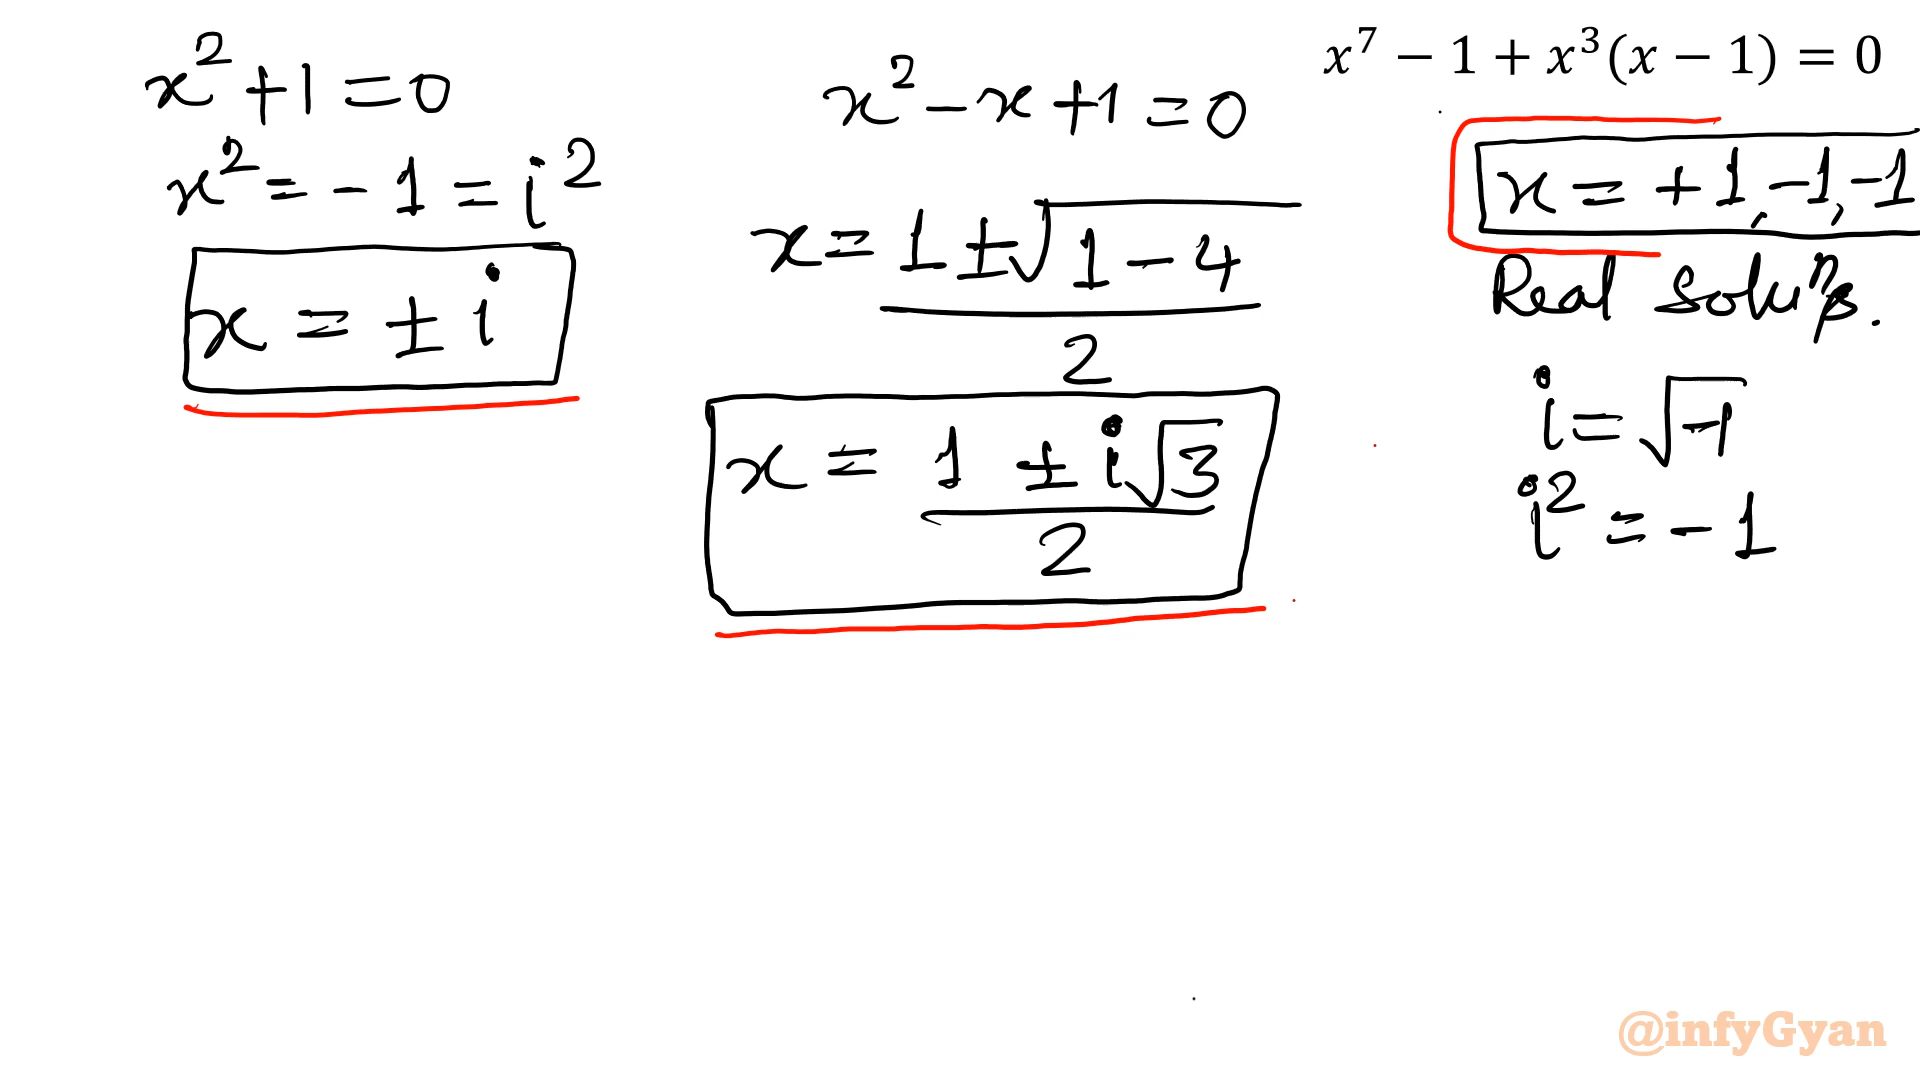 x² + 1 = 0
x² = - 1 = i²
x = ± i
x² - x + 1 = 0
x = 1 ± √1 - 4
2
x = 1 ± i√3
2
x⁷ − 1 + x³(x − 1) = 0
x = +1, -1, -1
Real solu'ns.
i = √-1
i² = - 1
@infyGyan